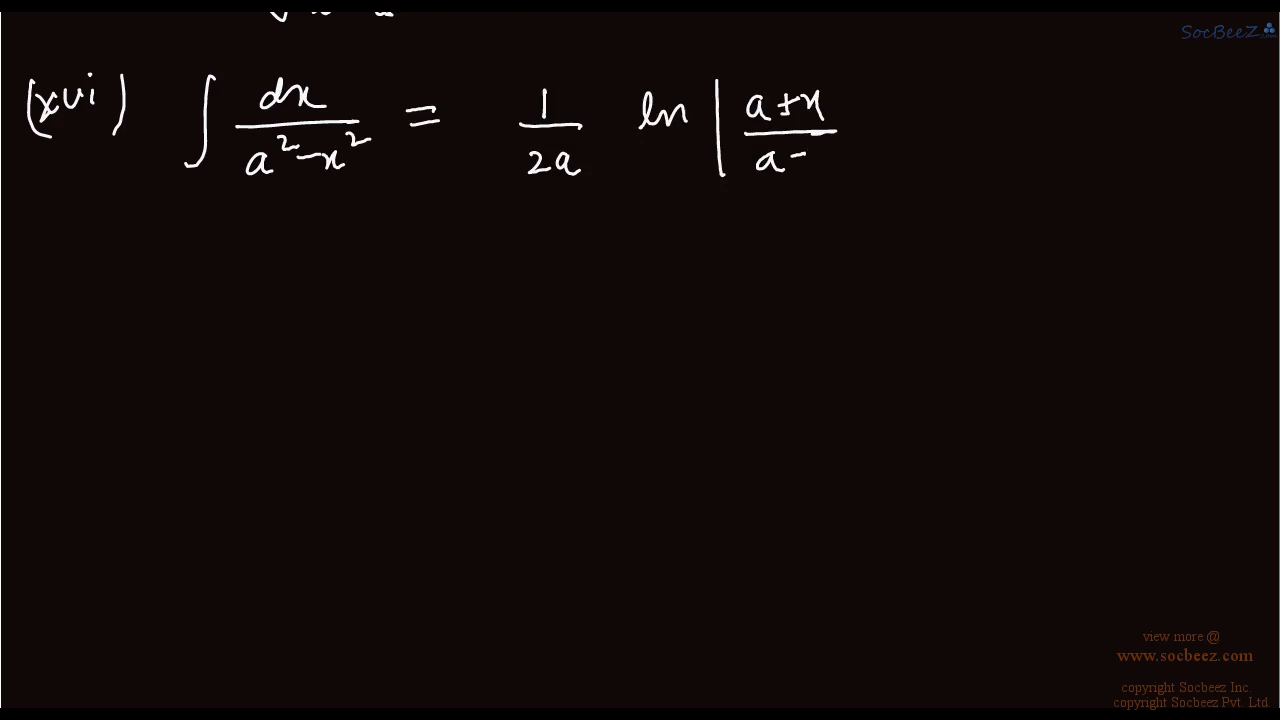 SocBeeZ.com
(xvi) ∫ dx / (a² - x²) = 1 / 2a ln | a ± x / a -
view more @
www.socbeez.com
copyright Socbeez Inc.
copyright Socbeez Pvt. Ltd.